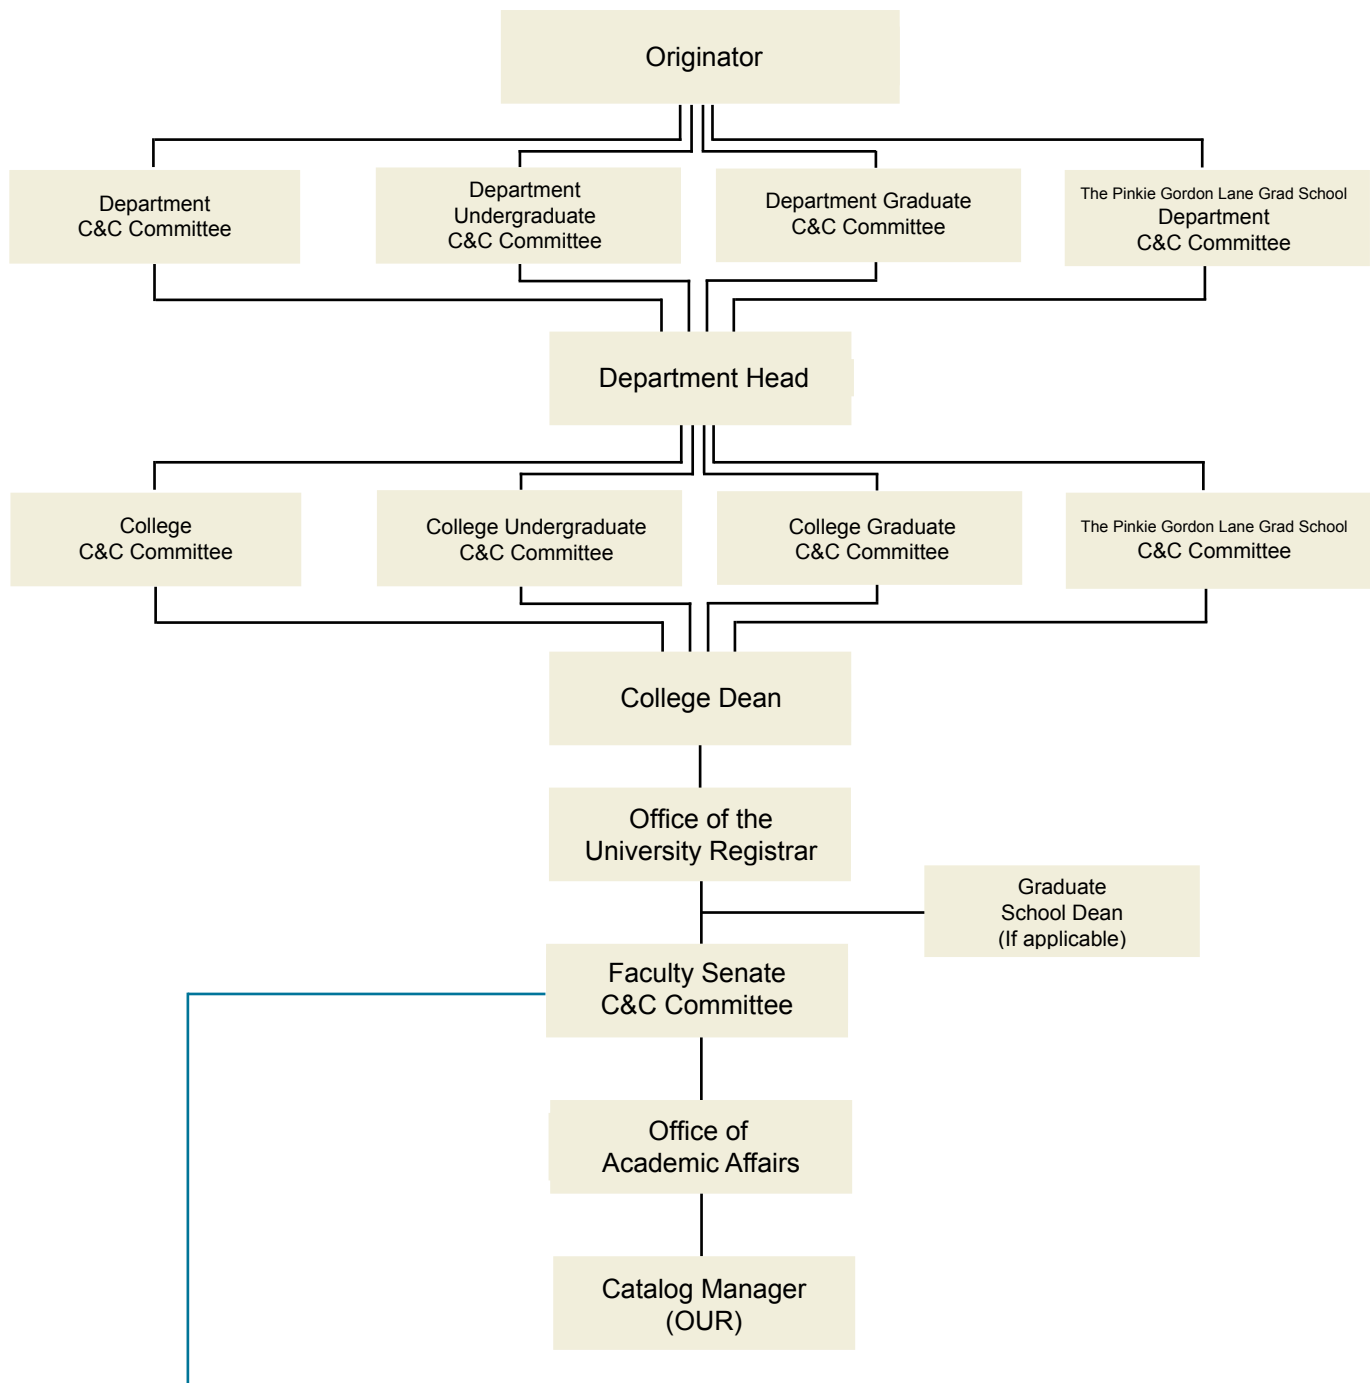 Originator
Department
C&C Committee
Department
Undergraduate
C&C Committee
Department Graduate
C&C Committee
The Pinkie Gordon Lane Grad School
Department
C&C Committee
Department Head
College
C&C Committee
College Undergraduate
C&C Committee
College Graduate
C&C Committee
The Pinkie Gordon Lane Grad School
C&C Committee
College Dean
Office of the
University Registrar
Graduate
School Dean
(If applicable)
Faculty Senate
C&C Committee
Office of
Academic Affairs
Catalog Manager
(OUR)